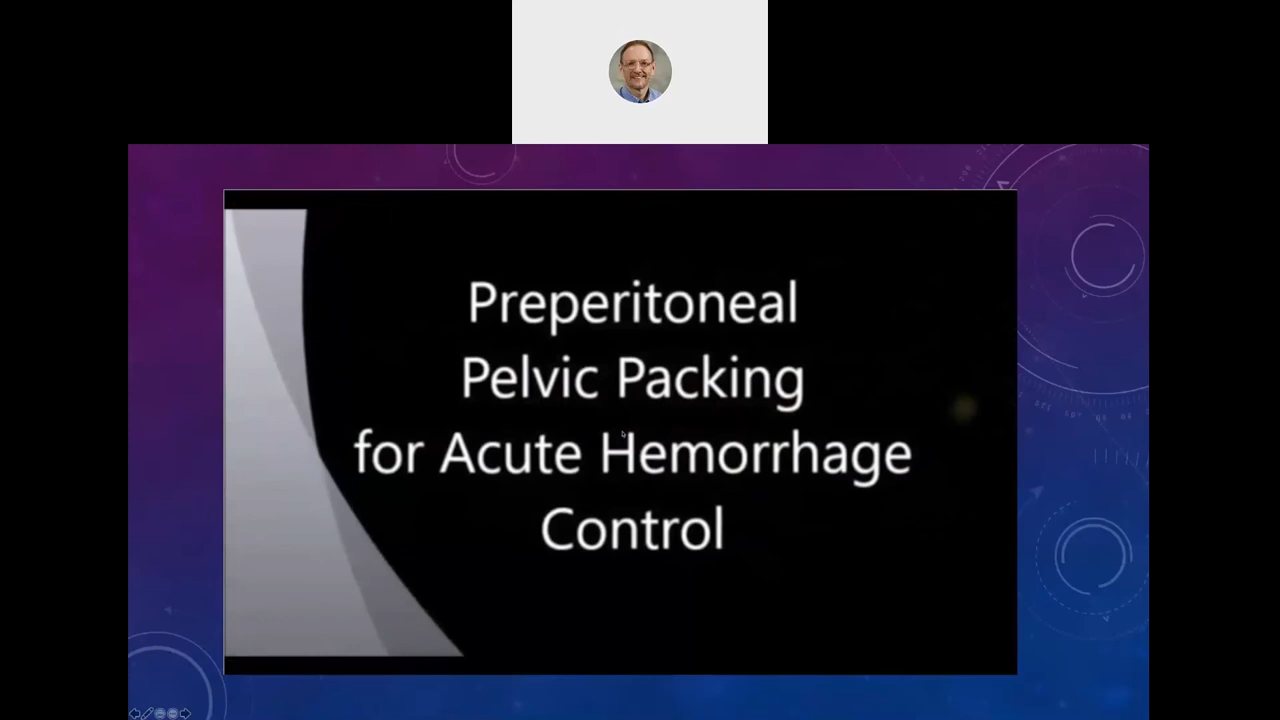 Preperitoneal
Pelvic Packing
for Acute Hemorrhage
Control